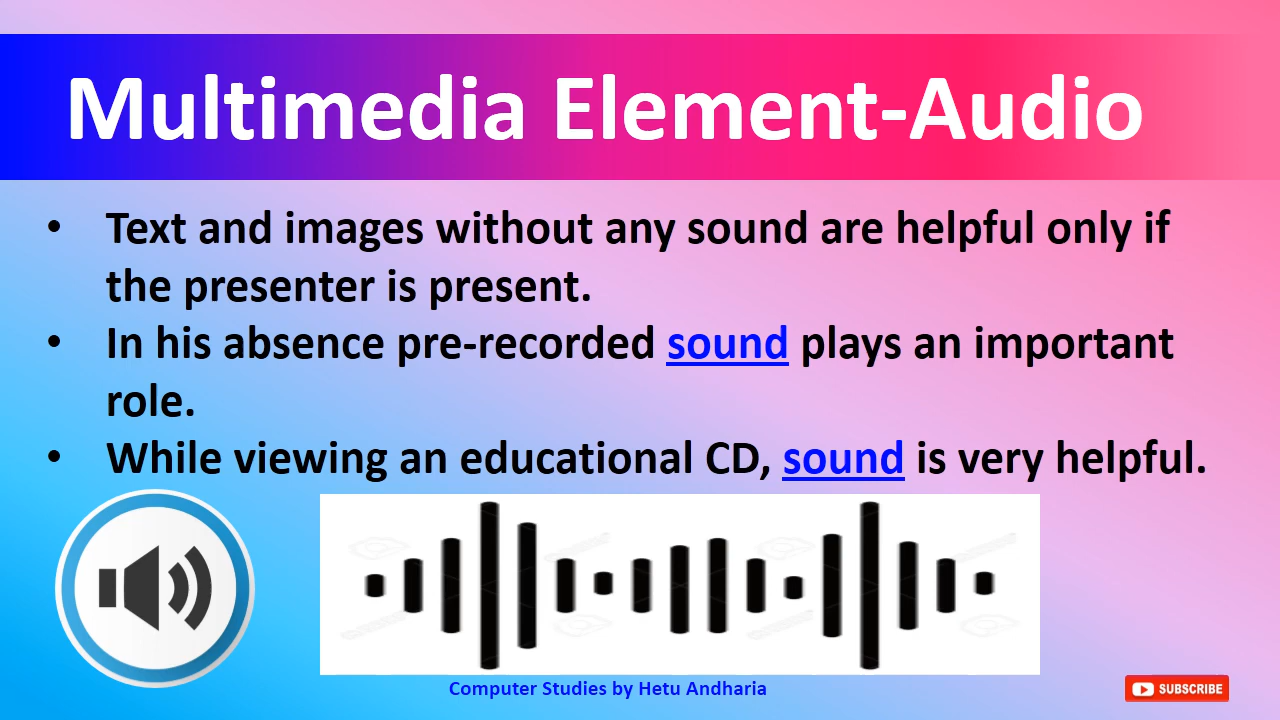 Multimedia Element-Audio
• Text and images without any sound are helpful only if
the presenter is present.
• In his absence pre-recorded sound plays an important
role.
• While viewing an educational CD, sound is very helpful.
Computer Studies by Hetu Andharia
SUBSCRIBE